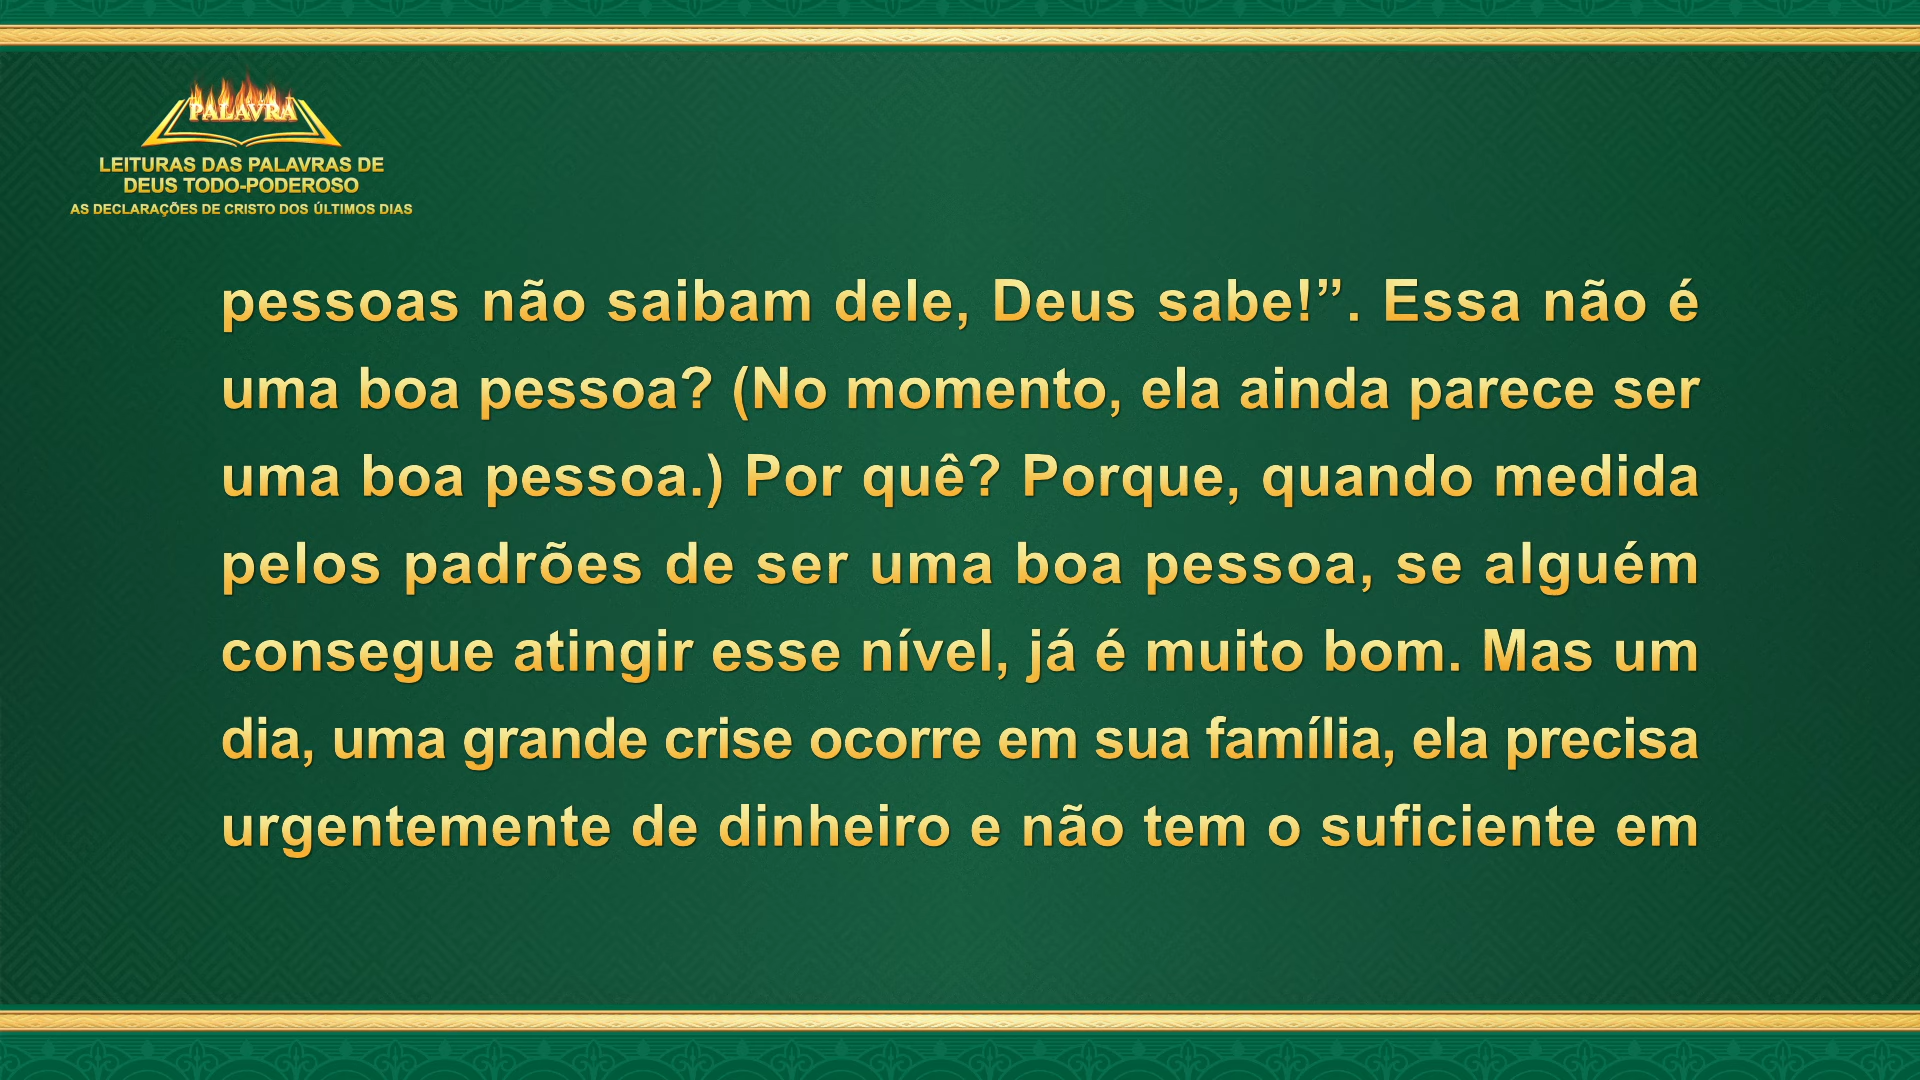 PALAVRA
LEITURAS DAS PALAVRAS DE
DEUS TODO-PODEROSO
AS DECLARAÇÕES DE CRISTO DOS ÚLTIMOS DIAS
pessoas não saibam dele, Deus sabe!”. Essa não é
uma boa pessoa? (No momento, ela ainda parece ser
uma boa pessoa.) Por quê? Porque, quando medida
pelos padrões de ser uma boa pessoa, se alguém
consegue atingir esse nível, já é muito bom. Mas um
dia, uma grande crise ocorre em sua família, ela precisa
urgentemente de dinheiro e não tem o suficiente em